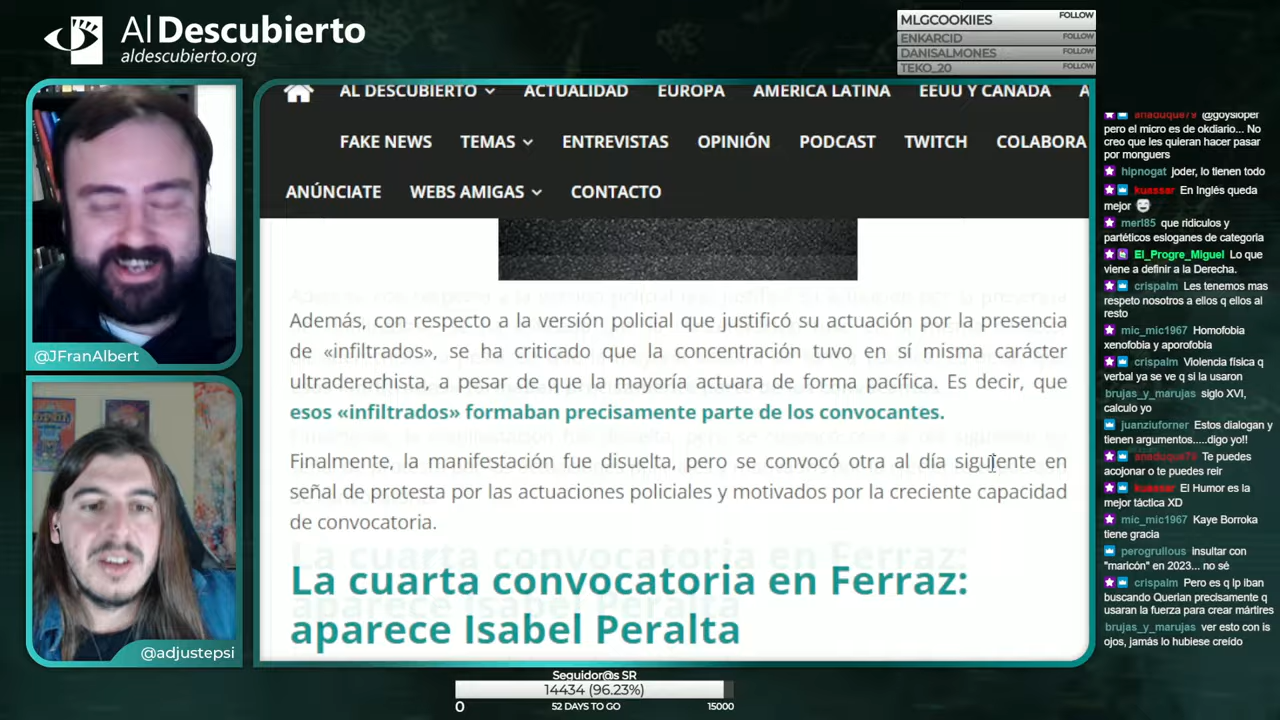 Al Descubierto
aldescubierto.org
MLGCOOKIIES FOLLOW
ENKARCID FOLLOW
DANISALMONES FOLLOW
TEKO_20 FOLLOW
AL DESCUBIERTO ACTUALIDAD EUROPA AMÉRICA LATINA EEUU Y CANADÁ A
FAKE NEWS TEMAS ENTREVISTAS OPINIÓN PODCAST TWITCH COLABORA
ANÚNCIATE WEBS AMIGAS CONTACTO
Además, con respecto a la versión policial que justificó su actuación por la presencia
de «infiltrados», se ha criticado que la concentración tuvo en sí misma carácter
ultraderechista, a pesar de que la mayoría actuara de forma pacífica. Es decir, que
esos «infiltrados» formaban precisamente parte de los convocantes.
Finalmente, la manifestación fue disuelta, pero se convocó otra al día siguiente en
señal de protesta por las actuaciones policiales y motivados por la creciente capacidad
de convocatoria.
La cuarta convocatoria en Ferraz:
aparece Isabel Peralta
@JFranAlbert
@adjustepsi
anaduque79 @goysloper
pero el micro es de okdiario... No
creo que les quieran hacer pasar
por monguers
hipnogat joder, lo tienen todo
kuassar En Inglés queda
mejor
merl85 que ridiculos y
partéticos esloganes de categoria
El_Progre_Miguel Lo que
viene a definir a la Derecha.
crispalm Les tenemos mas
respeto nosotros a ellos q ellos al
resto
mic_mic1967 Homofobia
xenofobia y aporofobia
crispalm Violencia física q
verbal ya se ve q si la usaron
brujas_y_marujas siglo XVI,
calculo yo
juanziuforner Estos dialogan y
tienen argumentos.....digo yo!!
anaduque79 Te puedes
acojonar o te puedes reir
kuassar El Humor es la
mejor táctica XD
mic_mic1967 Kaye Borroka
tiene gracia
perogrullous insultar con
"maricón" en 2023... no sé
crispalm Pero es q lp iban
buscando Querian precisamente q
usaran la fuerza para crear mártires
brujas_y_marujas ver esto con is
ojos, jamás lo hubiese creído
Seguidor@s SR
14434 (96.23%)
0 52 DAYS TO GO 15000